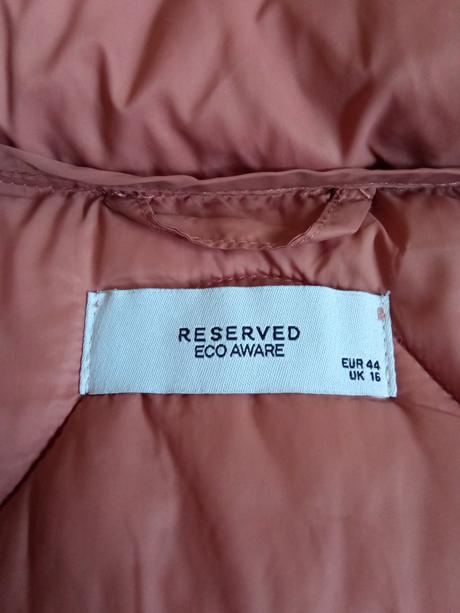 RESERVED
ECO AWARE
EUR 44
UK 16